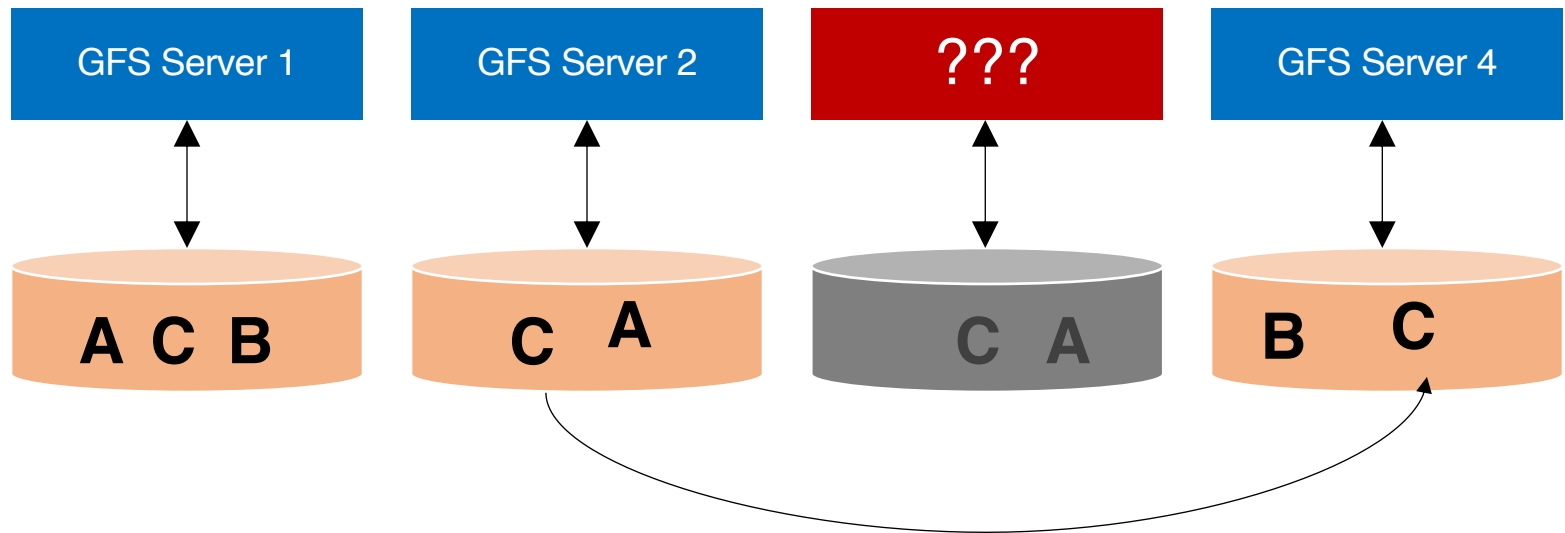 GFS Server 1
GFS Server 2
???
GFS Server 4
A C B
C A
C A
B C